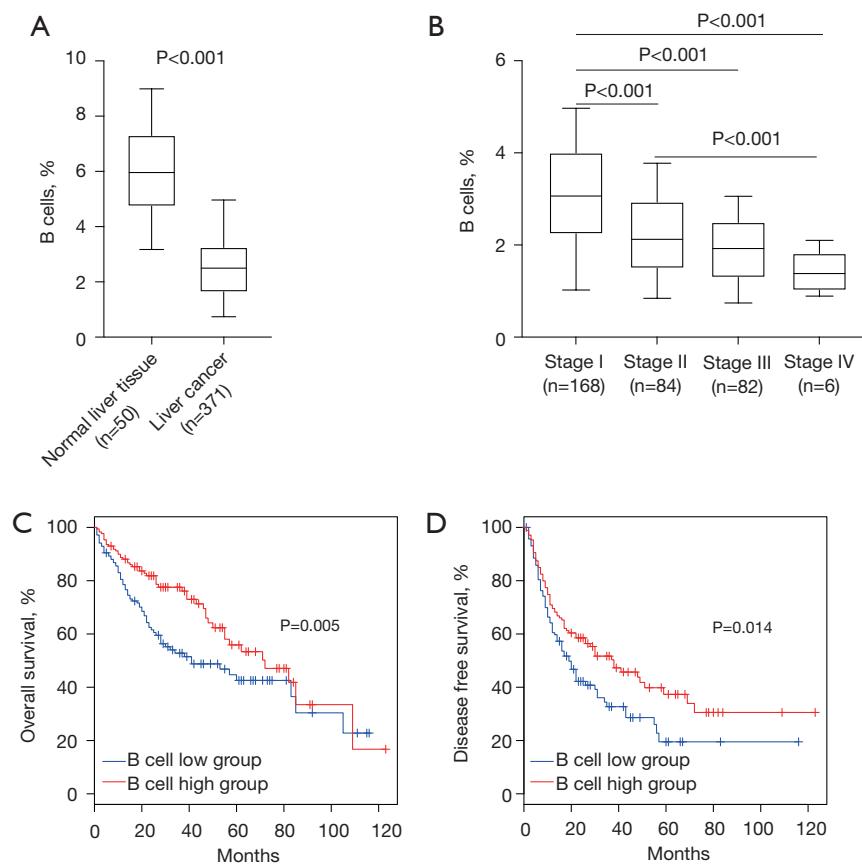 A
P<0.001
10
8
6
4
2
0
B cells, %
Normal liver tissue
(n=50)
Liver cancer
(n=371)
B
P<0.001
P<0.001
P<0.001
P<0.001
6
4
2
0
B cells, %
Stage I
(n=168)
Stage II
(n=84)
Stage III
(n=82)
Stage IV
(n=6)
C
100
80
60
40
20
0
Overall survival, %
P=0.005
B cell low group
B cell high group
0 20 40 60 80 100 120
Months
D
100
80
60
40
20
0
Disease free survival, %
P=0.014
B cell low group
B cell high group
0 20 40 60 80 100 120
Months